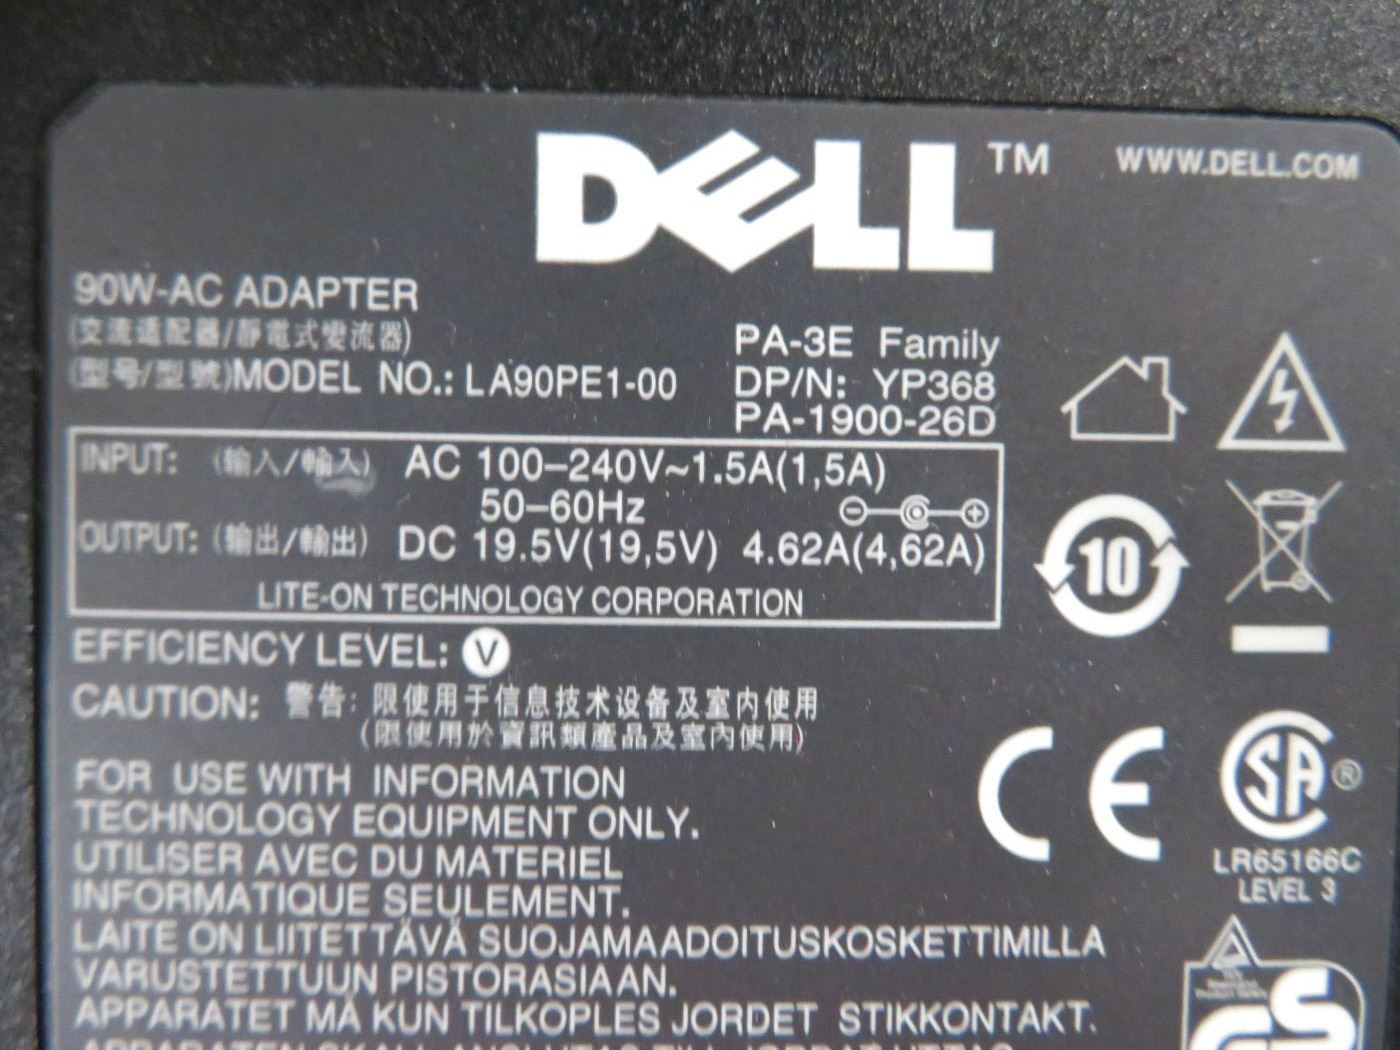 DELL™ WWW.DELL.COM
90W-AC ADAPTER
(交流适配器/靜電式變流器)
PA-3E Family
(型号/型號)MODEL NO.: LA90PE1-00 DP/N: YP368
PA-1900-26D
INPUT: (输入/輸入) AC 100–240V~1.5A(1,5A)
50–60Hz
OUTPUT: (输出/輸出) DC 19.5V(19,5V) 4.62A(4,62A)
LITE-ON TECHNOLOGY CORPORATION
10
EFFICIENCY LEVEL: V
CAUTION: 警告: 限使用于信息技术设备及室内使用
(限使用於資訊類產品及室內使用)
CE
SA®
LR65166C
LEVEL 3
FOR USE WITH INFORMATION
TECHNOLOGY EQUIPMENT ONLY.
UTILISER AVEC DU MATERIEL
INFORMATIQUE SEULEMENT.
LAITE ON LIITETTÄVÄ SUOJAMAADOITUSKOSKETTIMILLA
VARUSTETTUUN PISTORASIAAN.
APPARATET MÅ KUN TILKOPLES JORDET STIKKONTAKT.
GS